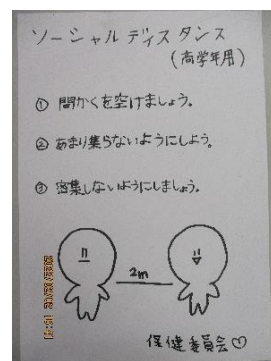 ソーシャルディスタンス
(高学年用)
①間かくを空けましょう。
② あまり集らないようにしよう。
③ 密集しないようにしましょう。
2m
保健委員会♡